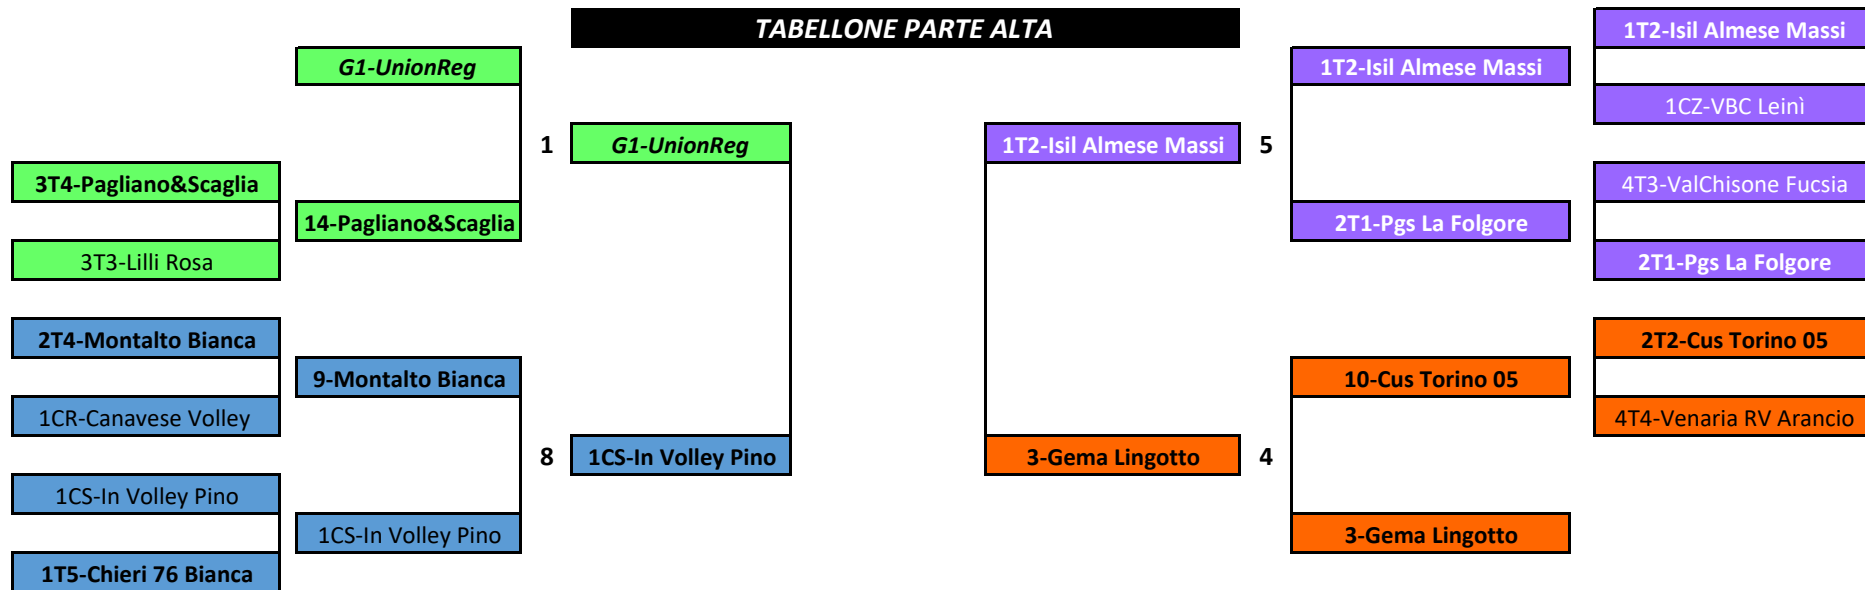 TABELLONE PARTE ALTA
1T2-Isil Almese Massi
G1-UnionReg
1T2-Isil Almese Massi
1CZ-VBC Leinì
1
G1-UnionReg
1T2-Isil Almese Massi
5
3T4-Pagliano&Scaglia
4T3-ValChisone Fucsia
14-Pagliano&Scaglia
2T1-Pgs La Folgore
3T3-Lilli Rosa
2T1-Pgs La Folgore
2T4-Montalto Bianca
2T2-Cus Torino 05
9-Montalto Bianca
10-Cus Torino 05
1CR-Canavese Volley
4T4-Venaria RV Arancio
8
1CS-In Volley Pino
3-Gema Lingotto
4
1CS-In Volley Pino
1CS-In Volley Pino
3-Gema Lingotto
1T5-Chieri 76 Bianca